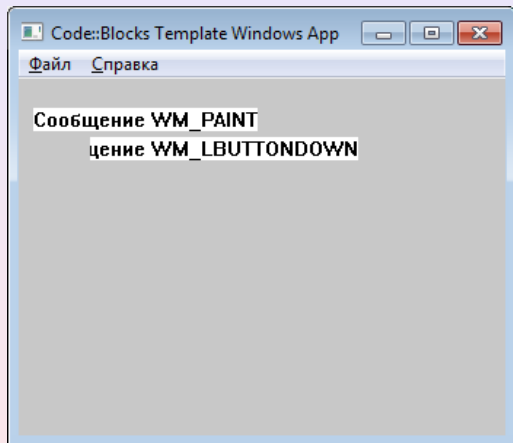 Code::Blocks Template Windows App
Файл Справка
Сообщение WM_PAINT
щение WM_LBUTTONDOWN